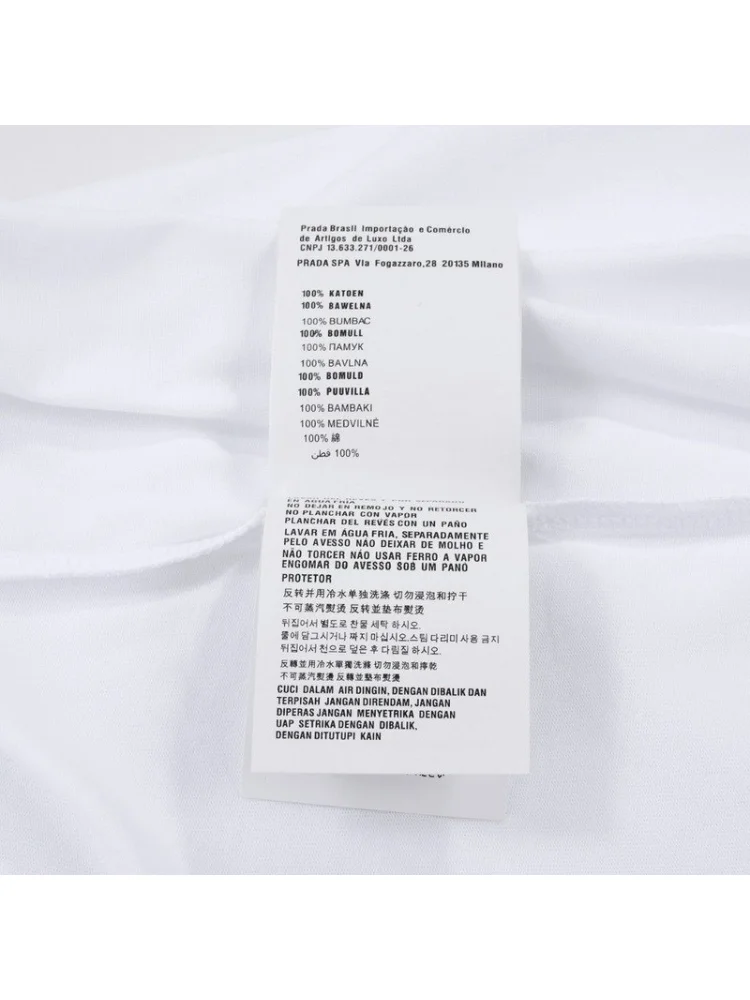 Prada Brasil Importação e Comércio
de Artigos de Luxo Ltda
CNPJ 13.633.271/0001-26
PRADA SPA Via Fogazzaro,28 20135 Milano
100% KATOEN
100% BAWELNA
100% BUMBAC
100% BOMULL
100% ПАМУК
100% BAVLNA
100% BOMULD
100% PUUVILLA
100% BAMBAKI
100% MEDVILNÉ
100% 綿
100% قطن
EN AGUA FRIA
NO DEJAR EN REMOJO Y NO RETORCER
NO PLANCHAR CON VAPOR
PLANCHAR DEL REVÉS CON UN PAÑO
LAVAR EM ÁGUA FRIA, SEPARADAMENTE
PELO AVESSO NÃO DEIXAR DE MOLHO E
NÃO TORCER NÃO USAR FERRO A VAPOR
ENGOMAR DO AVESSO SOB UM PANO
PROTETOR
反转并用冷水单独洗涤 切勿浸泡和拧干
不可蒸汽熨烫 反转並垫布熨烫
뒤집어서 별도로 찬물 세탁 하시오.
물에 담그시거나 짜지 마십시오.스팀 다리미 사용 금지
뒤집어서 천으로 덮은 후 다림질 하시오
反轉並用冷水單獨洗滌 切勿浸泡和擰乾
不可蒸汽熨燙 反轉並墊布熨燙
CUCI DALAM AIR DINGIN, DENGAN DIBALIK DAN
TERPISAH JANGAN DIRENDAM, JANGAN
DIPERAS JANGAN MENYETRIKA DENGAN
UAP SETRIKA DENGAN DIBALIK,
DENGAN DITUTUPI KAIN